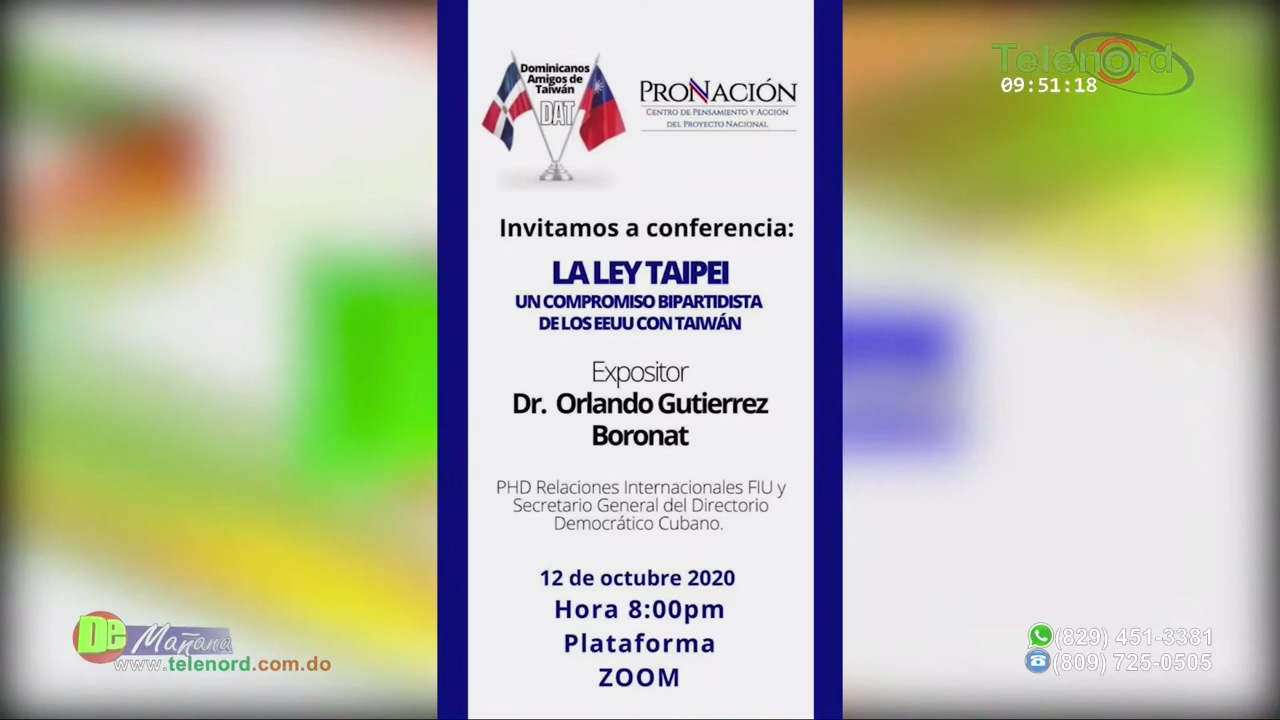 Telenord
09:51:18
Dominicanos
Amigos de
Taiwán
DAT
PRONACIÓN
CENTRO DE PENSAMIENTO Y ACCIÓN
DEL PROYECTO NACIONAL
Invitamos a conferencia:
LA LEY TAIPEI
UN COMPROMISO BIPARTIDISTA
DE LOS EEUU CON TAIWÁN
Expositor
Dr. Orlando Gutierrez
Boronat
PHD Relaciones Internacionales FIU y
Secretario General del Directorio
Democrático Cubano.
12 de octubre 2020
Hora 8:00pm
Plataforma
ZOOM
De Mañana
www.telenord.com.do
(829) 451-3381
(809) 725-0505